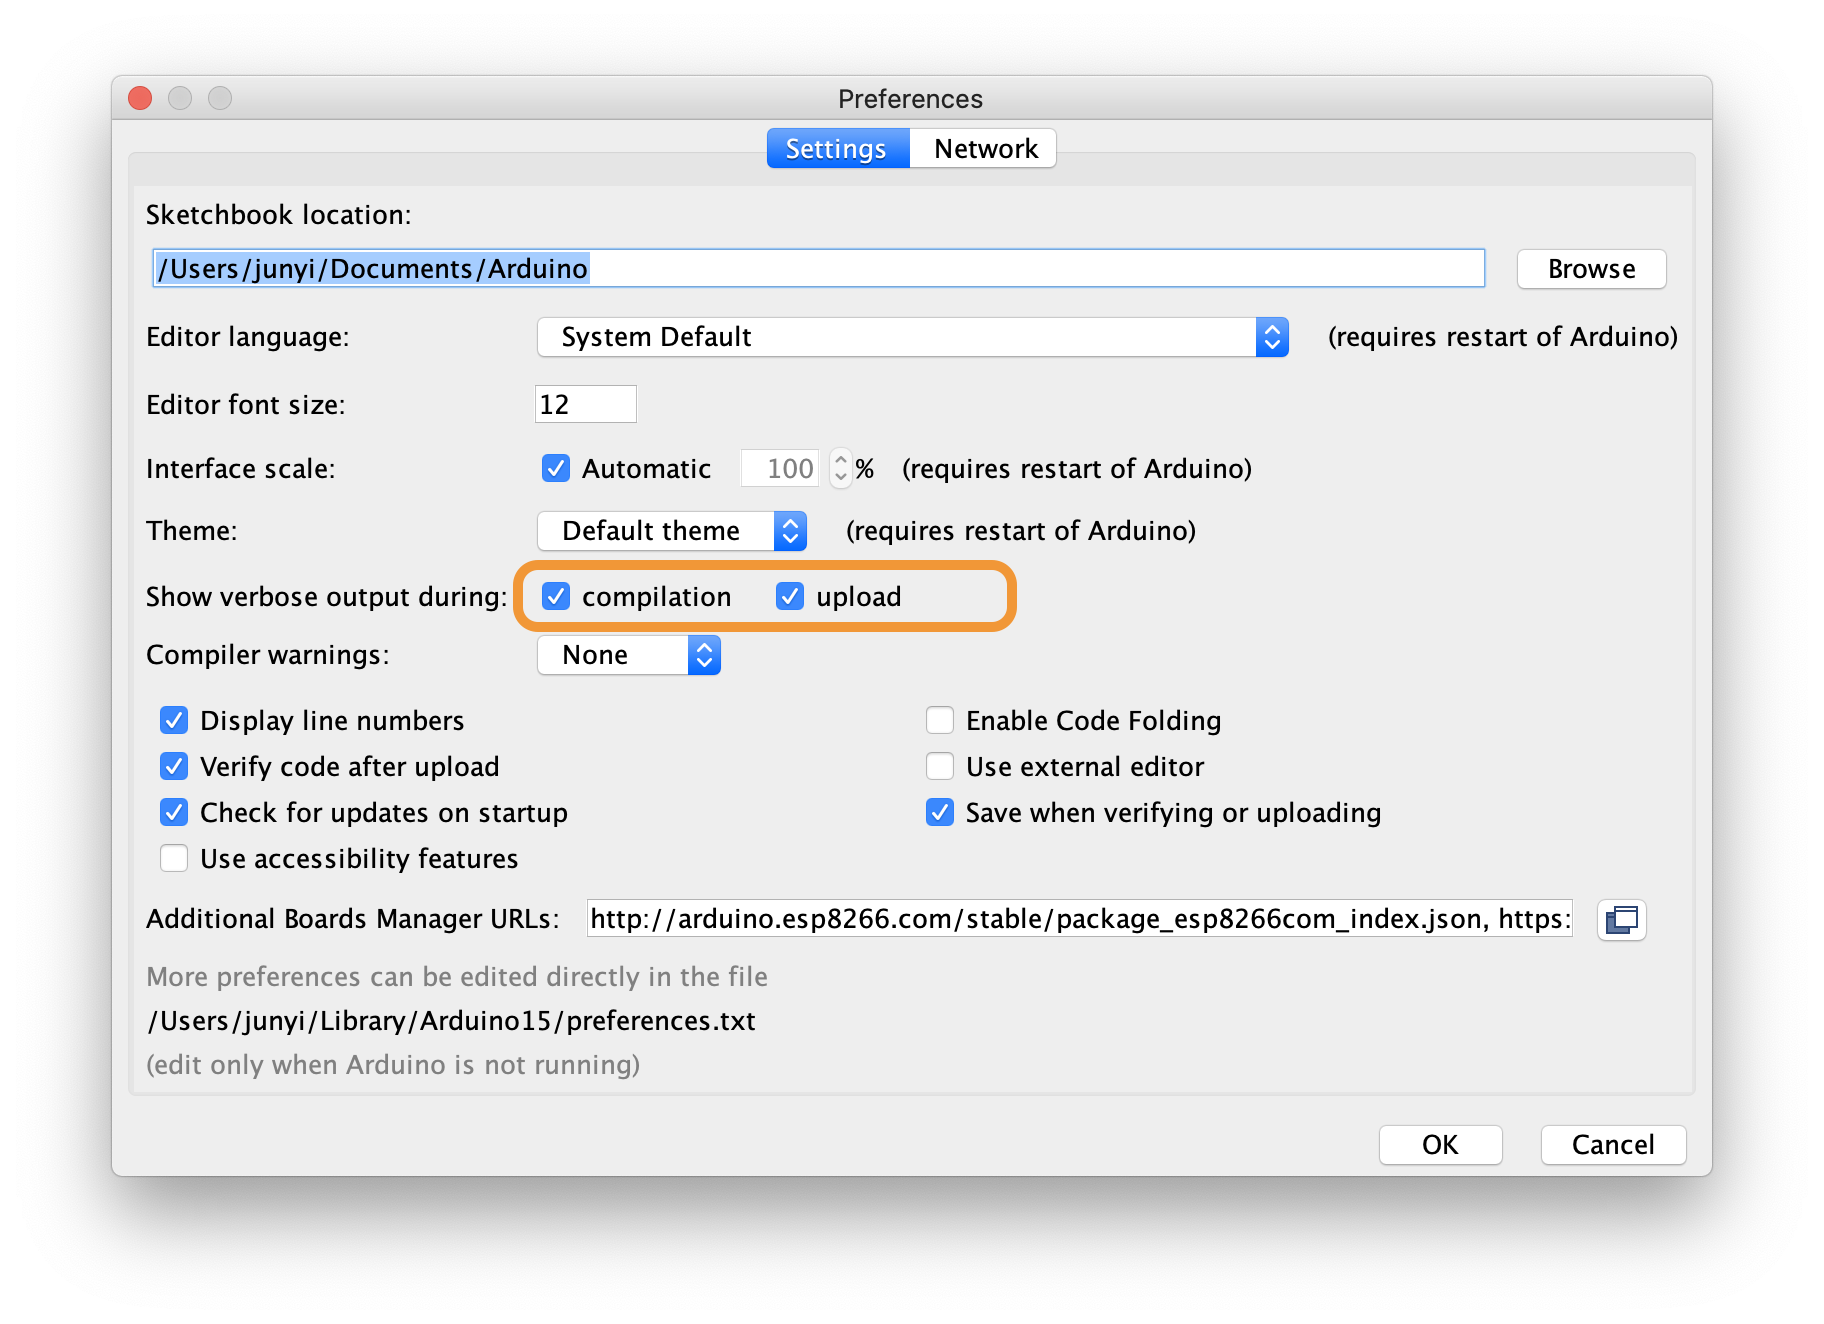 Preferences
Settings Network
Sketchbook location:
/Users/junyi/Documents/Arduino Browse
Editor language: System Default (requires restart of Arduino)
Editor font size: 12
Interface scale: Automatic 100 % (requires restart of Arduino)
Theme: Default theme (requires restart of Arduino)
Show verbose output during: compilation upload
Compiler warnings: None
Display line numbers Enable Code Folding
Verify code after upload Use external editor
Check for updates on startup Save when verifying or uploading
Use accessibility features
Additional Boards Manager URLs: http://arduino.esp8266.com/stable/package_esp8266com_index.json, https:
More preferences can be edited directly in the file
/Users/junyi/Library/Arduino15/preferences.txt
(edit only when Arduino is not running)
OK Cancel